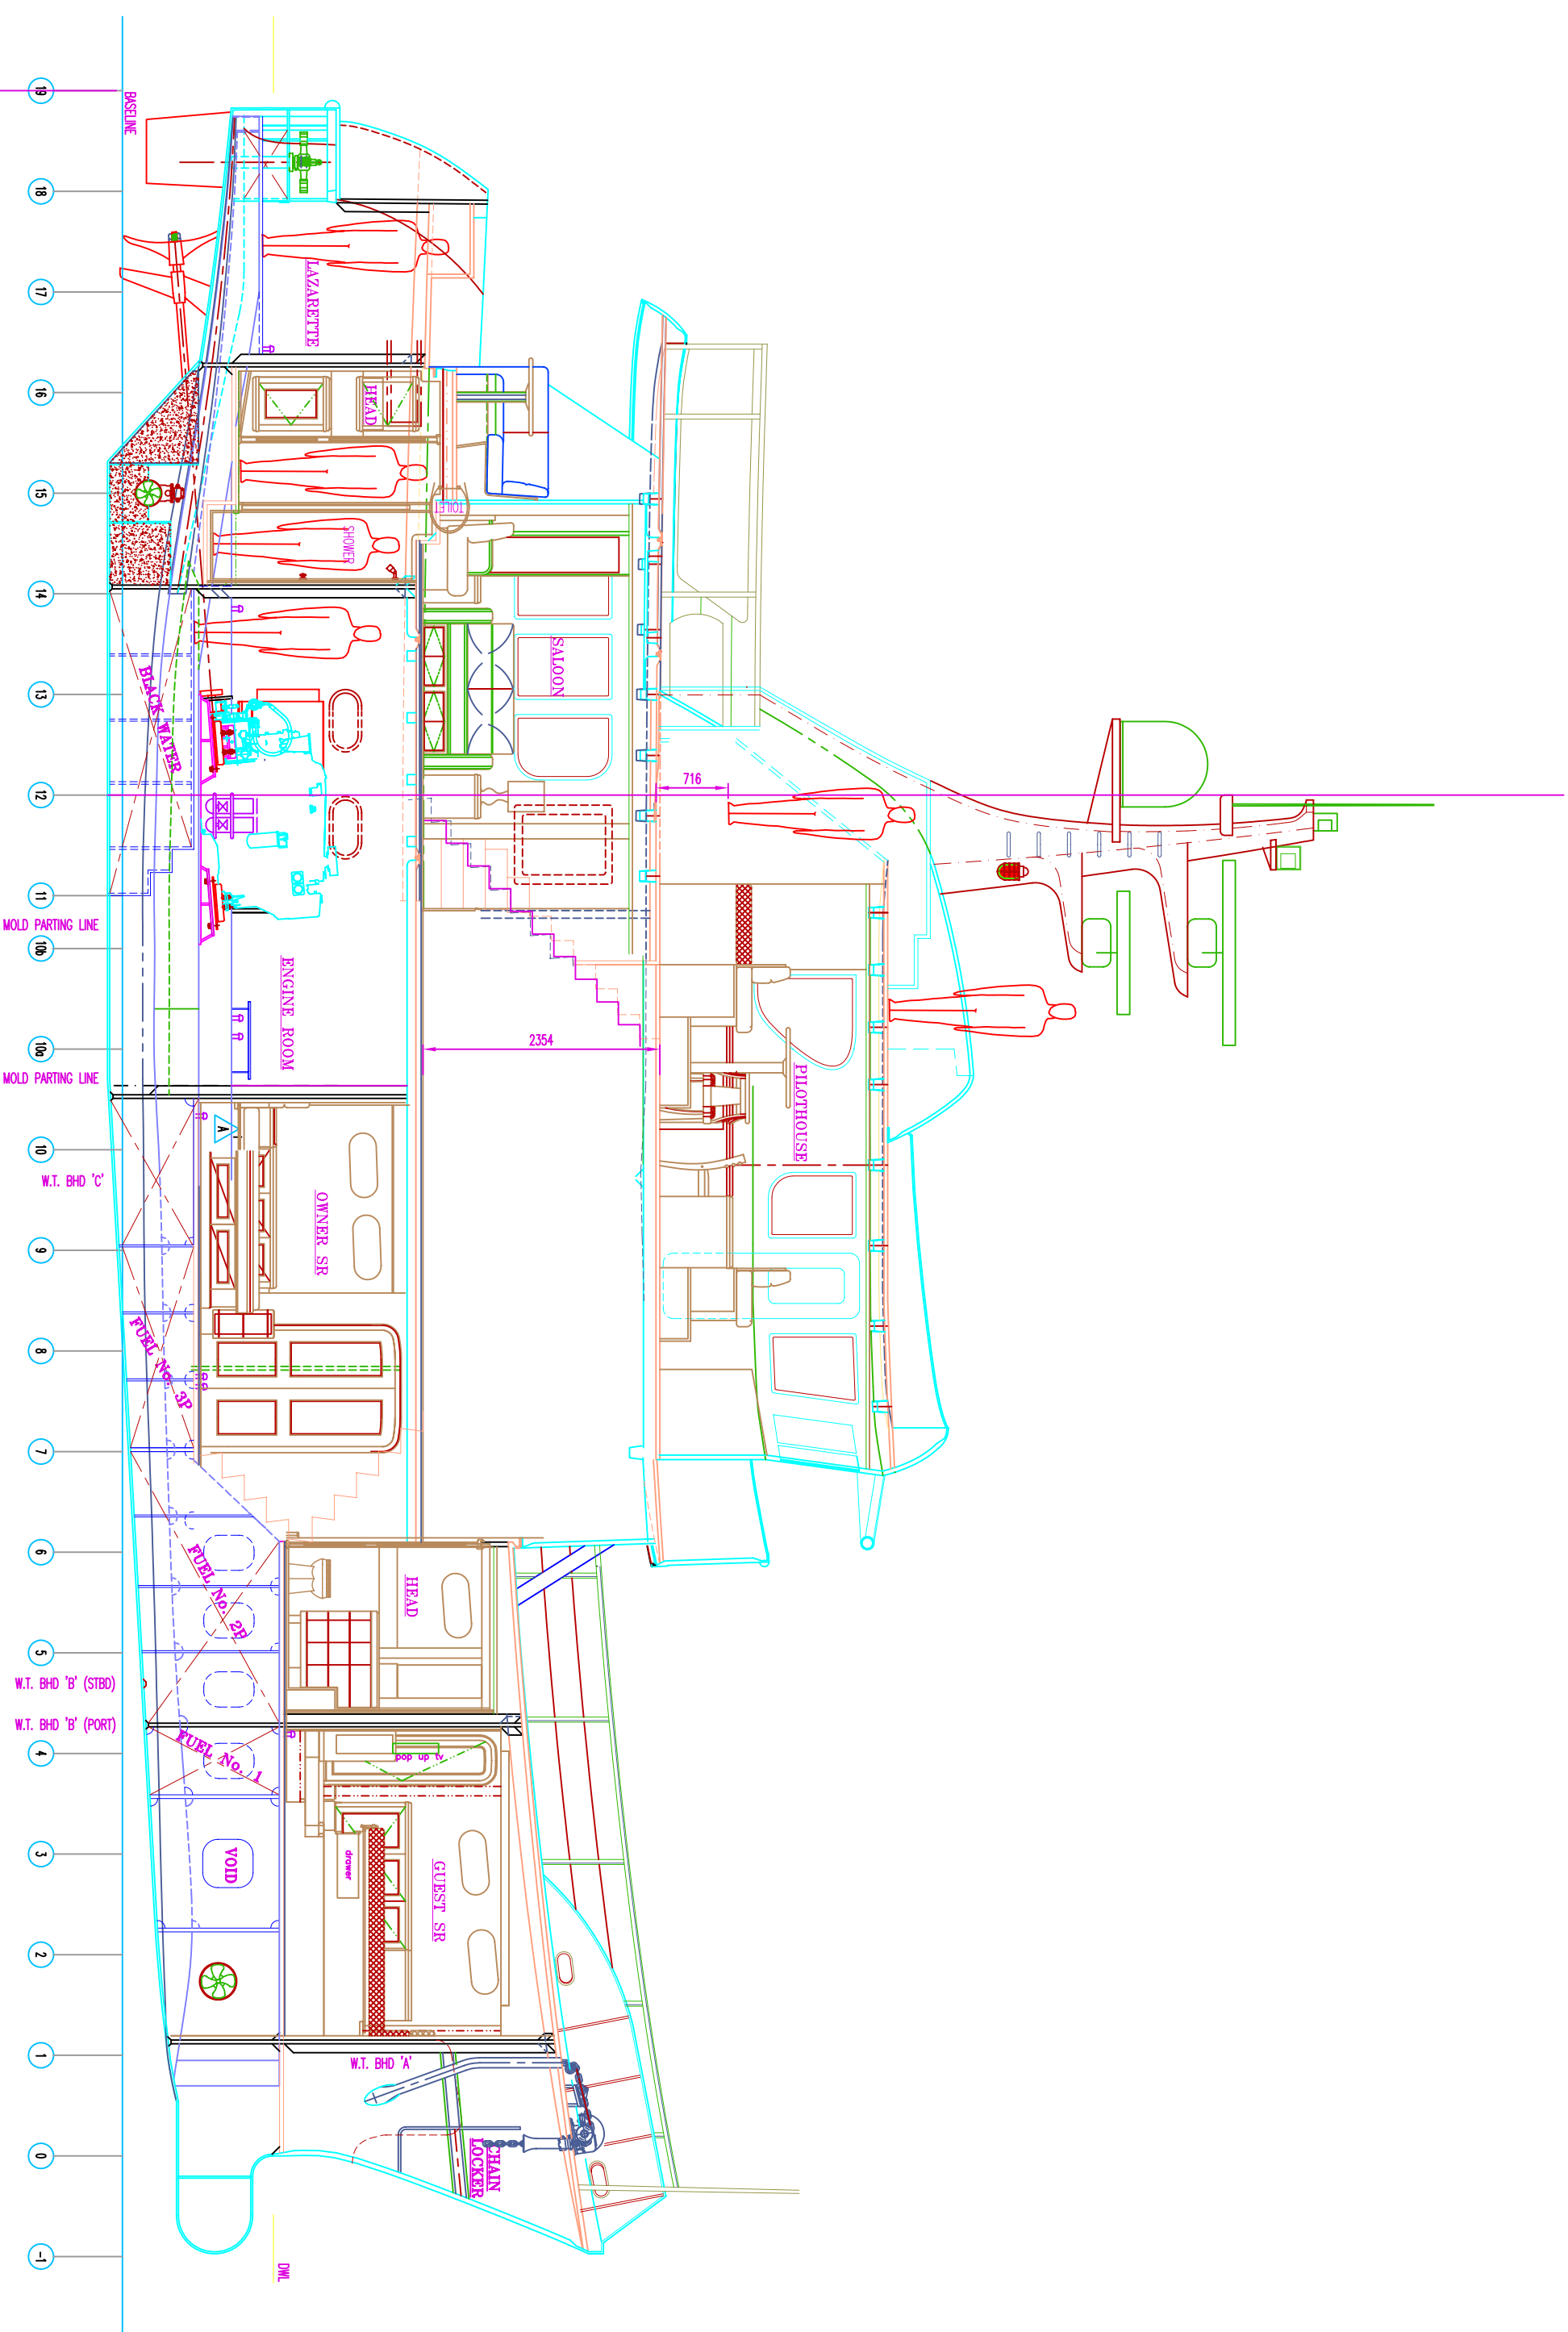 19
BASELINE
18
17
LAZARETTE
16
HEAD
15
TOILET
SHOWER
14
SALOON
13
BLACK WATER
12
716
11
MOLD PARTING LINE
10b
ENGINE ROOM
2354
10a
MOLD PARTING LINE
PILOTHOUSE
A
10
W.T. BHD 'C'
OWNER SR
9
FUEL No. 3P
8
7
6
FUEL No. 2P
HEAD
5
W.T. BHD 'B' (STBD)
W.T. BHD 'B' (PORT)
4
FUEL No. 1
pop up tv
3
VOID
drawer
GUEST SR
2
1
W.T. BHD 'A'
CHAIN
LOCKER
0
-1
DWL